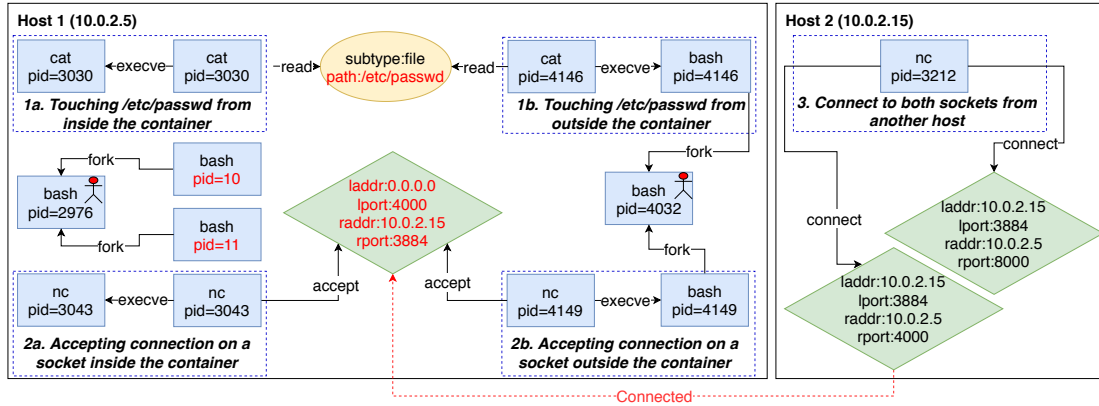 Host 1 (10.0.2.5)
cat
pid=3030
execve
cat
pid=3030
read
subtype:file
path:/etc/passwd
read
cat
pid=4146
execve
bash
pid=4146
1a. Touching /etc/passwd from
inside the container
1b. Touching /etc/passwd from
outside the container
fork
bash
pid=10
bash
pid=2976
fork
bash
pid=11
laddr:0.0.0.0
lport:4000
raddr:10.0.2.15
rport:3884
fork
bash
pid=4032
fork
nc
pid=3043
execve
nc
pid=3043
accept
accept
nc
pid=4149
execve
bash
pid=4149
2a. Accepting connection on a
socket inside the container
2b. Accepting connection on a
socket outside the container
Host 2 (10.0.2.15)
nc
pid=3212
3. Connect to both sockets from
another host
connect
connect
laddr:10.0.2.15
lport:3884
raddr:10.0.2.5
rport:8000
laddr:10.0.2.15
lport:3884
raddr:10.0.2.5
rport:4000
Connected